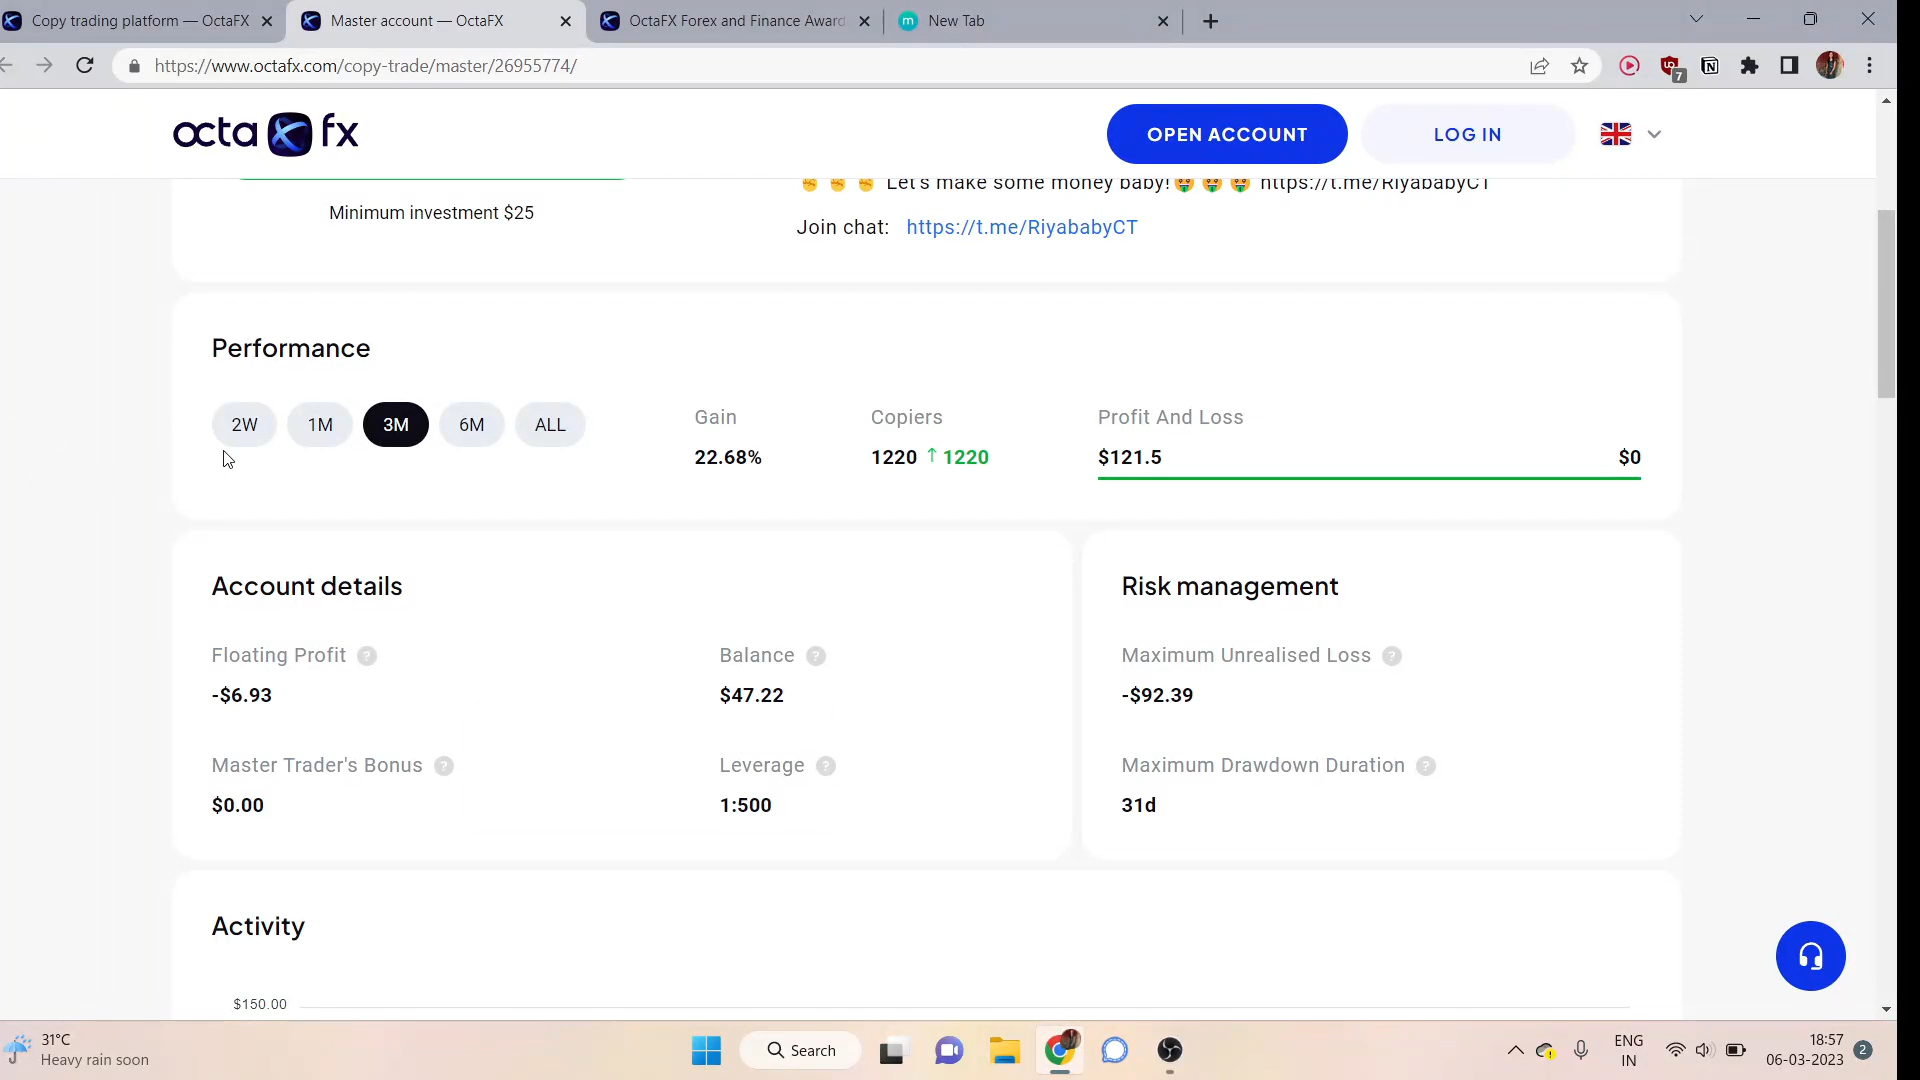 Copy trading platform — OctaFX
Master account — OctaFX
OctaFX Forex and Finance Award
New Tab
https://www.octafx.com/copy-trade/master/26955774/
7
octa fx
OPEN ACCOUNT
LOG IN
✊ ✊ ✊ Let's make some money baby!🤑 🤑 🤑 https://t.me/RiyababyCT
Minimum investment $25
Join chat: https://t.me/RiyababyCT
Performance
2W 1M 3M 6M ALL
Gain
22.68%
Copiers
1220 ↑ 1220
Profit And Loss
$121.5 $0
Account details
Floating Profit ?
-$6.93
Balance ?
$47.22
Master Trader's Bonus ?
$0.00
Leverage ?
1:500
Risk management
Maximum Unrealised Loss ?
-$92.39
Maximum Drawdown Duration ?
31d
Activity
$150.00
31°C
Heavy rain soon
Search
ENG
IN
18:57
06-03-2023
2